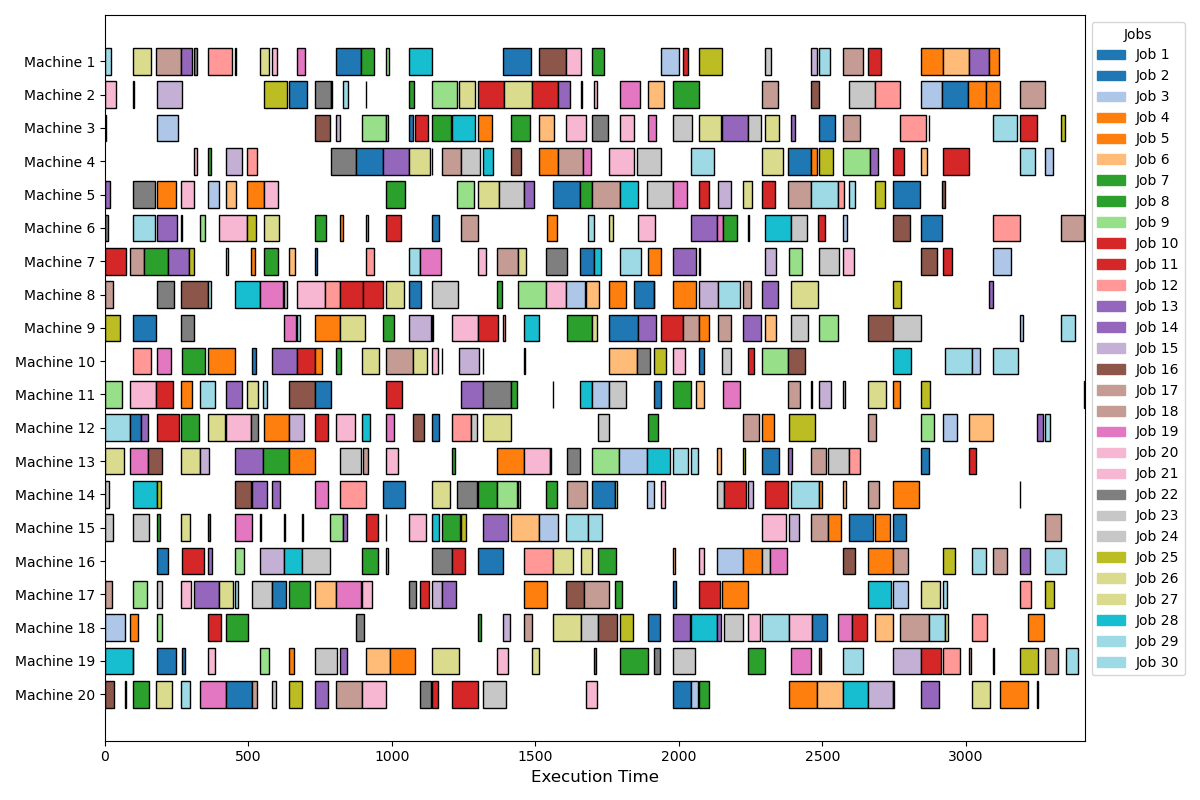 Machine 1
Machine 2
Machine 3
Machine 4
Machine 5
Machine 6
Machine 7
Machine 8
Machine 9
Machine 10
Machine 11
Machine 12
Machine 13
Machine 14
Machine 15
Machine 16
Machine 17
Machine 18
Machine 19
Machine 20
0 500 1000 1500 2000 2500 3000
Execution Time
Jobs
Job 1
Job 2
Job 3
Job 4
Job 5
Job 6
Job 7
Job 8
Job 9
Job 10
Job 11
Job 12
Job 13
Job 14
Job 15
Job 16
Job 17
Job 18
Job 19
Job 20
Job 21
Job 22
Job 23
Job 24
Job 25
Job 26
Job 27
Job 28
Job 29
Job 30